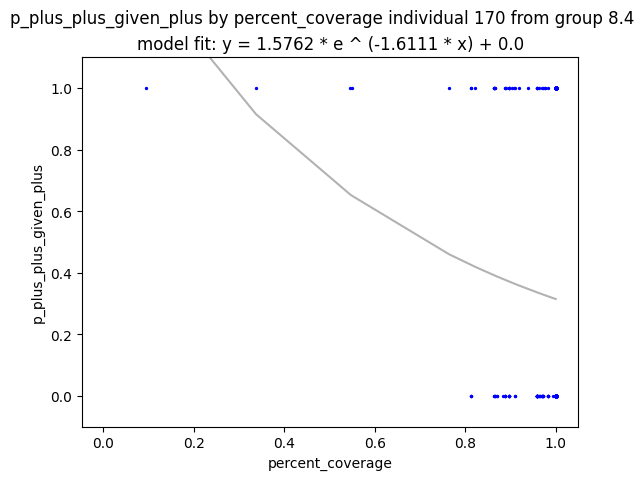 p_plus_plus_given_plus by percent_coverage individual 170 from group 8.4
model fit: y = 1.5762 * e ^ (-1.6111 * x) + 0.0
1.0
0.8
0.6
0.4
0.2
0.0
p_plus_plus_given_plus
0.0 0.2 0.4 0.6 0.8 1.0
percent_coverage